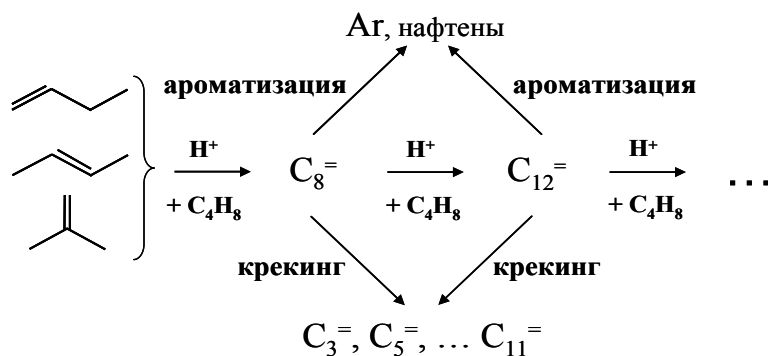 Ar, нафтены
ароматизация ароматизация
H⁺ H⁺ H⁺
C₈⁼ C₁₂⁼ ...
+ C₄H₈ + C₄H₈ + C₄H₈
крекинг крекинг
C₃⁼, C₅⁼, ... C₁₁⁼